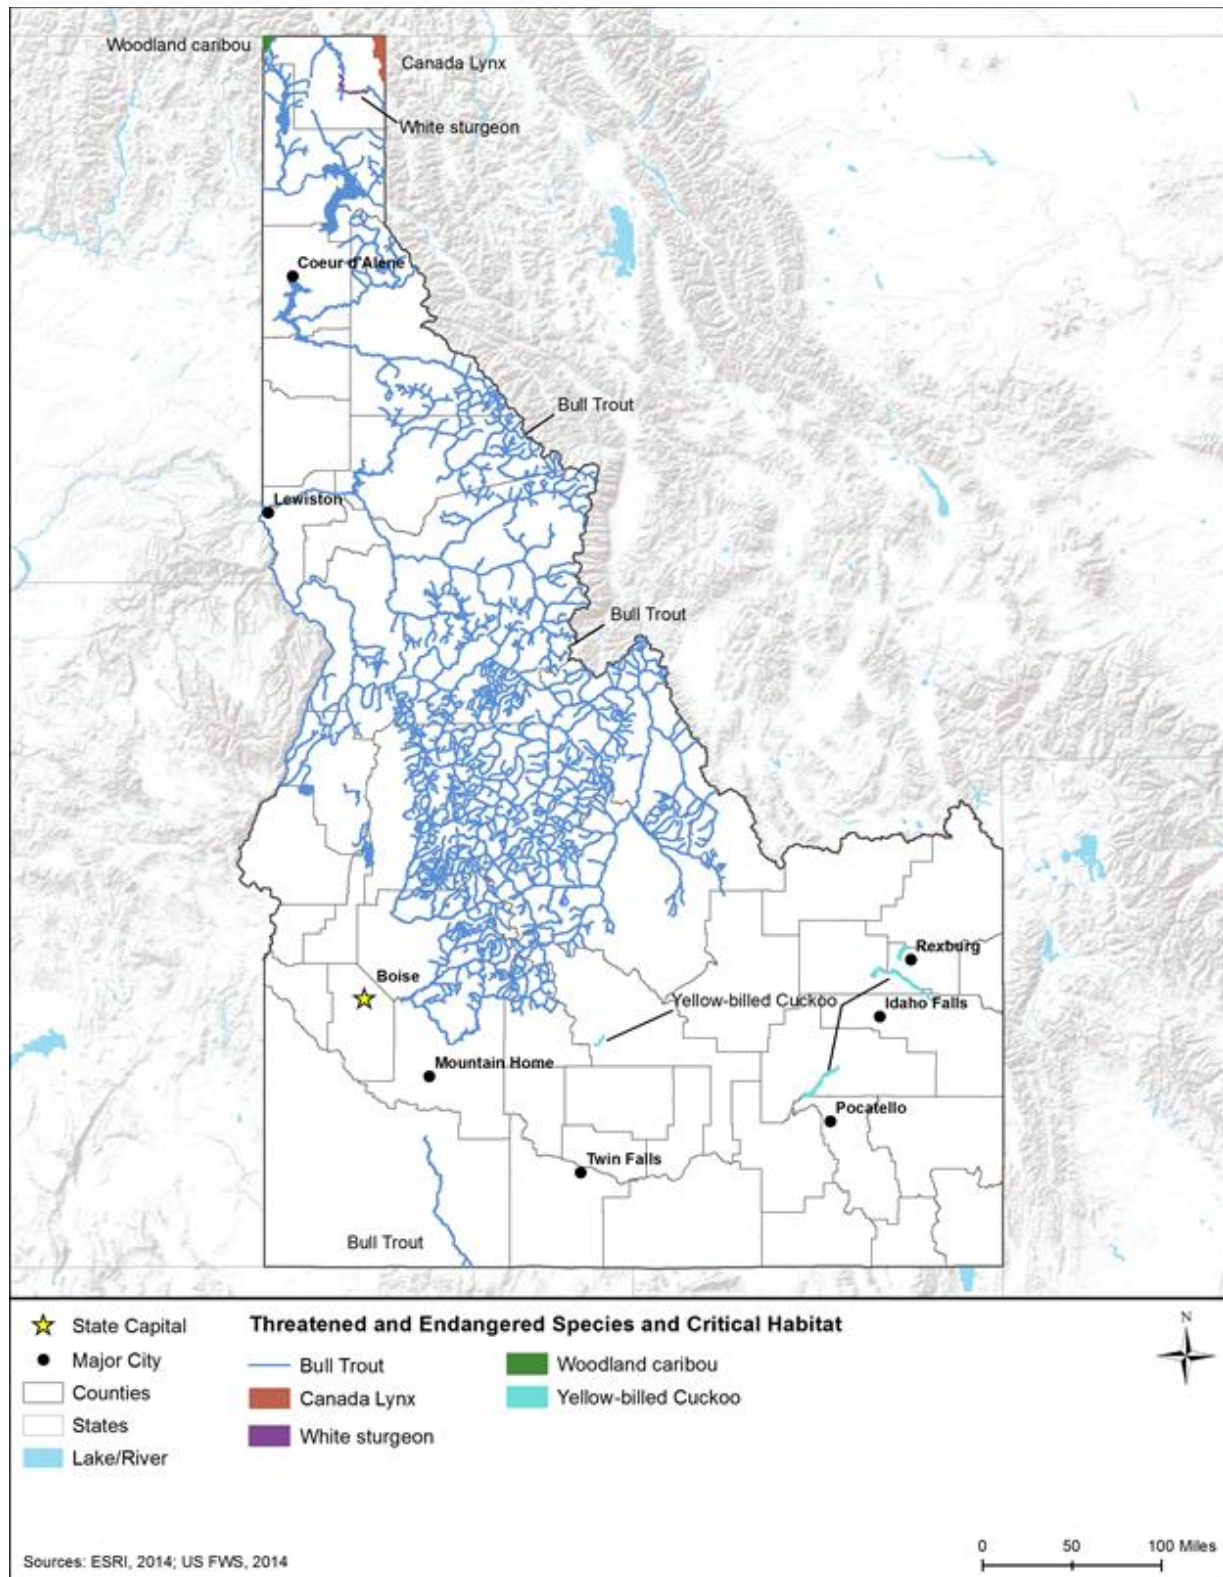 Woodland caribou
Canada Lynx
White sturgeon
Coeur d'Alene
Bull Trout
Lewiston
Bull Trout
Rexburg
Boise
Yellow-billed Cuckoo
Idaho Falls
Mountain Home
Pocatello
Twin Falls
Bull Trout
State Capital
Major City
Counties
States
Lake/River
Threatened and Endangered Species and Critical Habitat
Bull Trout
Canada Lynx
White sturgeon
Woodland caribou
Yellow-billed Cuckoo
N
Sources: ESRI, 2014; US FWS, 2014
0 50 100 Miles